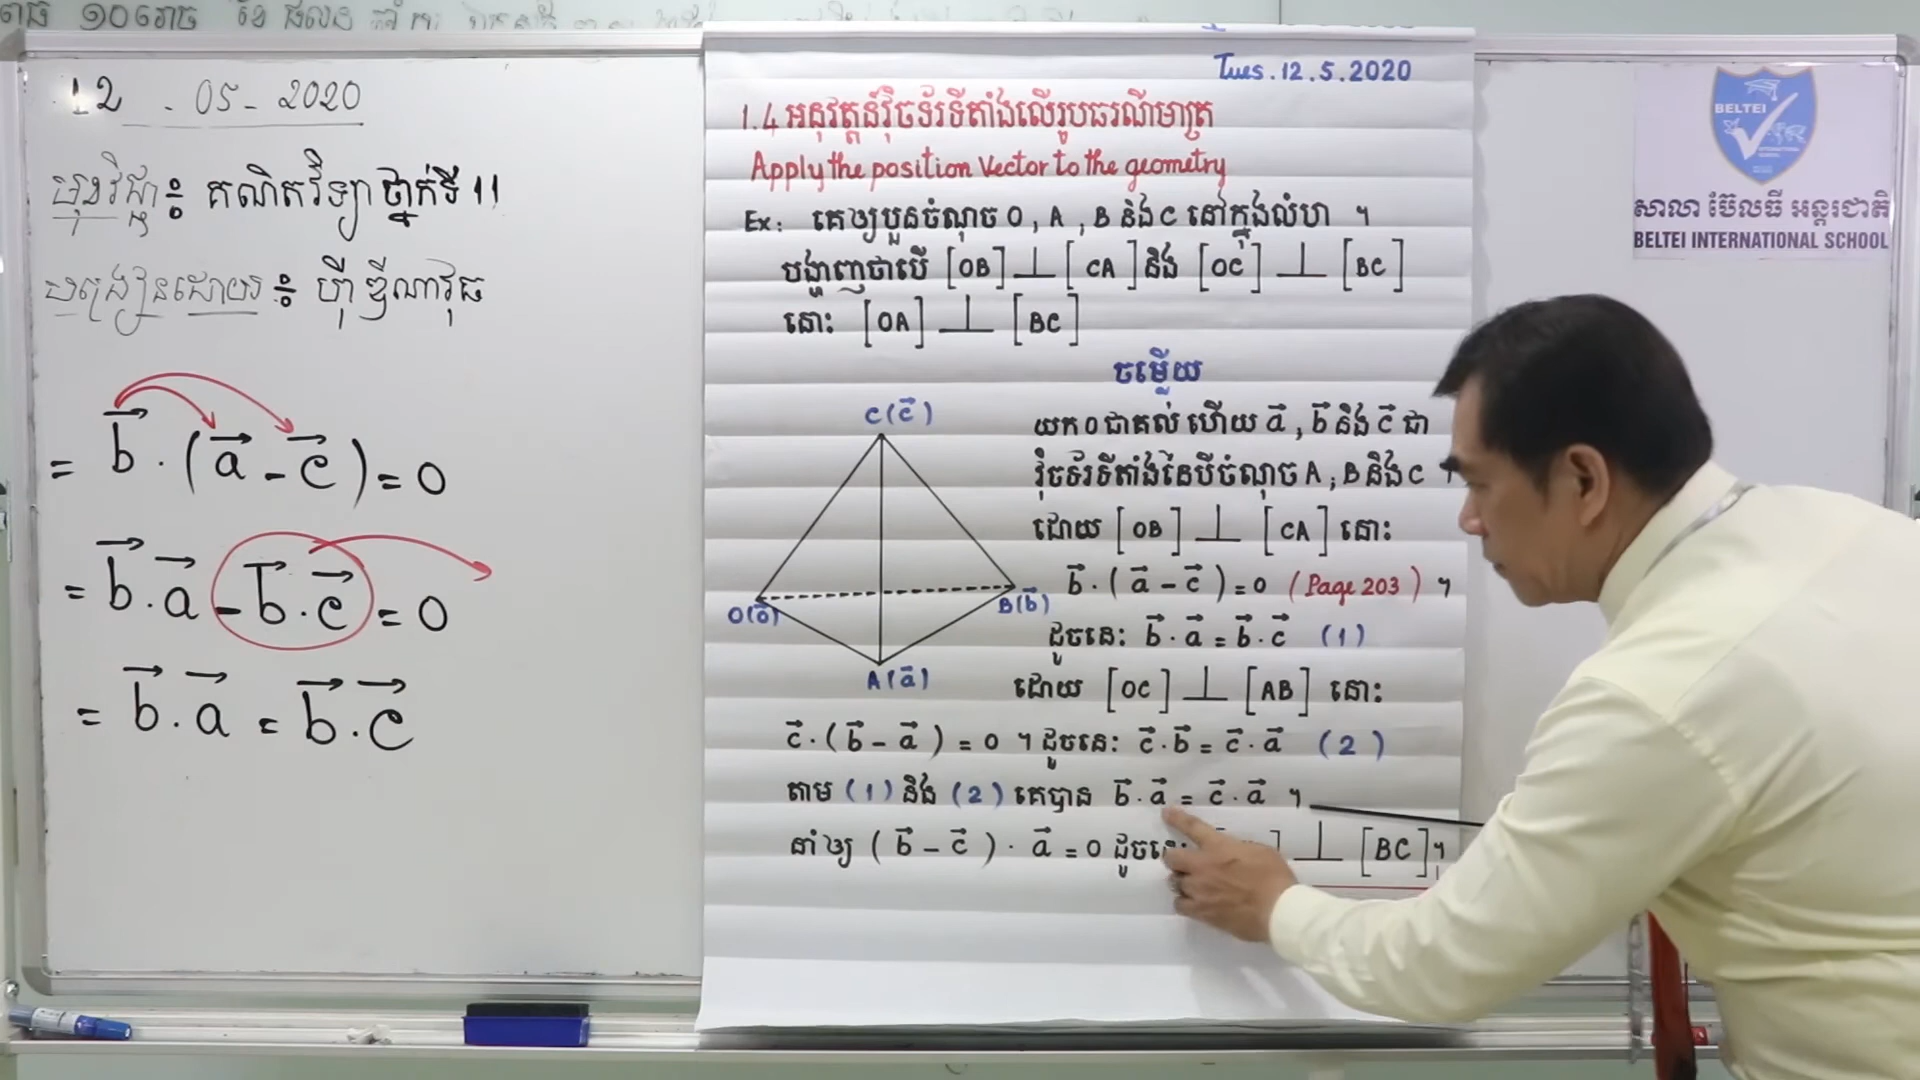 12 - 05 - 2020
មុខវិជ្ជា ៖ គណិតវិទ្យា ថ្នាក់ទី 11
បង្រៀនដោយ ៖ ហ៊ី ឌីណាវុធ
= b⃗ · (a⃗ - c⃗) = 0
= b⃗ · a⃗ - b⃗ · c⃗ = 0
= b⃗ · a⃗ = b⃗ · c⃗
Tues. 12. 5. 2020
1.4 អនុវត្តន៍វ៉ិចទ័រទីតាំងលើរូបធរណីមាត្រ
Apply the position Vector to the geometry
Ex: គេឲ្យបួនចំណុច O, A, B និង C នៅក្នុងលំហ ។
បង្ហាញថាបើ [OB] ⊥ [CA] និង [OC] ⊥ [BC]
នោះ [OA] ⊥ [BC]
ចម្លើយ
C(c⃗)
O(o⃗)
B(b⃗)
A(a⃗)
យក O ជាគល់ ហើយ a⃗, b⃗ និង c⃗ ជា
វ៉ិចទ័រទីតាំងនៃបីចំណុច A, B និង C ។
ដោយ [OB] ⊥ [CA] នោះ
b⃗ · (a⃗ - c⃗) = 0 (Page 203) ។
ដូចនេះ b⃗ · a⃗ = b⃗ · c⃗ (1)
ដោយ [OC] ⊥ [AB] នោះ
c⃗ · (b⃗ - a⃗) = 0 ។ ដូចនេះ c⃗ · b⃗ = c⃗ · a⃗ (2)
តាម (1) និង (2) គេបាន b⃗ · a⃗ = c⃗ · a⃗ ។
នាំឲ្យ (b⃗ - c⃗) · a⃗ = 0 ដូចនេះ ⊥ [BC] ។
BELTEI
សាលា ប៊ែលធី អន្តរជាតិ
BELTEI INTERNATIONAL SCHOOL